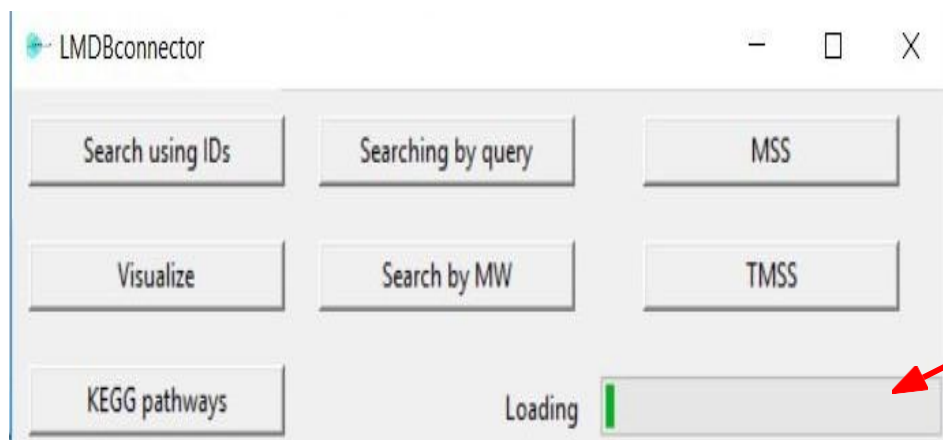 LMDBconnector
Search using IDs
Searching by query
MSS
Visualize
Search by MW
TMSS
KEGG pathways
Loading